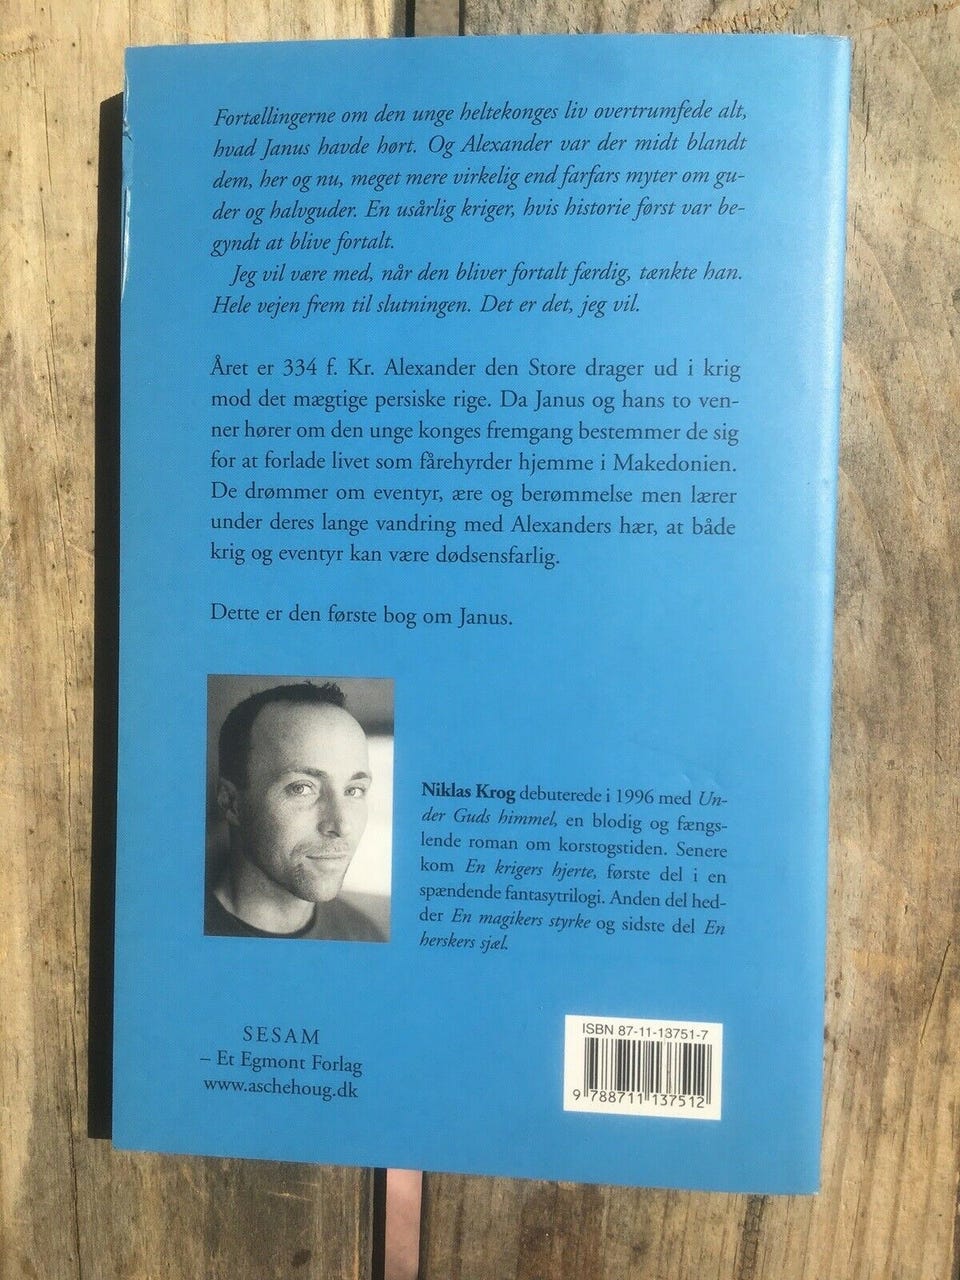 Fortællingerne om den unge heltekonges liv overtrumfede alt,
hvad Janus havde hørt. Og Alexander var der midt blandt
dem, her og nu, meget mere virkelig end farfars myter om gu-
der og halvguder. En usårlig kriger, hvis historie først var be-
gyndt at blive fortalt.
Jeg vil være med, når den bliver fortalt færdig, tænkte han.
Hele vejen frem til slutningen. Det er det, jeg vil.
Året er 334 f. Kr. Alexander den Store drager ud i krig
mod det mægtige persiske rige. Da Janus og hans to ven-
ner hører om den unge konges fremgang bestemmer de sig
for at forlade livet som fårehyrder hjemme i Makedonien.
De drømmer om eventyr, ære og berømmelse men lærer
under deres lange vandring med Alexanders hær, at både
krig og eventyr kan være dødsensfarlig.
Dette er den første bog om Janus.
Niklas Krog debuterede i 1996 med Un-
der Guds himmel, en blodig og fængs-
lende roman om korstogstiden. Senere
kom En krigers hjerte, første del i en
spændende fantasytrilogi. Anden del hed-
der En magikers styrke og sidste del En
herskers sjæl.
SESAM
– Et Egmont Forlag
www.aschehoug.dk
ISBN 87-11-13751-7
9 788711 137512